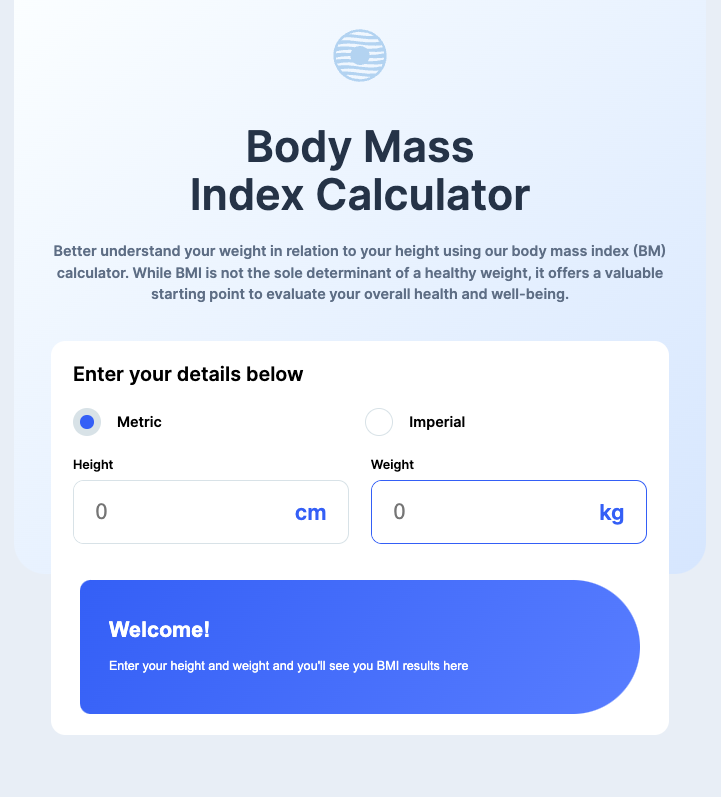 Body Mass
Index Calculator
Better understand your weight in relation to your height using our body mass index (BM)
calculator. While BMI is not the sole determinant of a healthy weight, it offers a valuable
starting point to evaluate your overall health and well-being.
Enter your details below
Metric
Imperial
Height
Weight
0 cm
0 kg
Welcome!
Enter your height and weight and you'll see you BMI results here